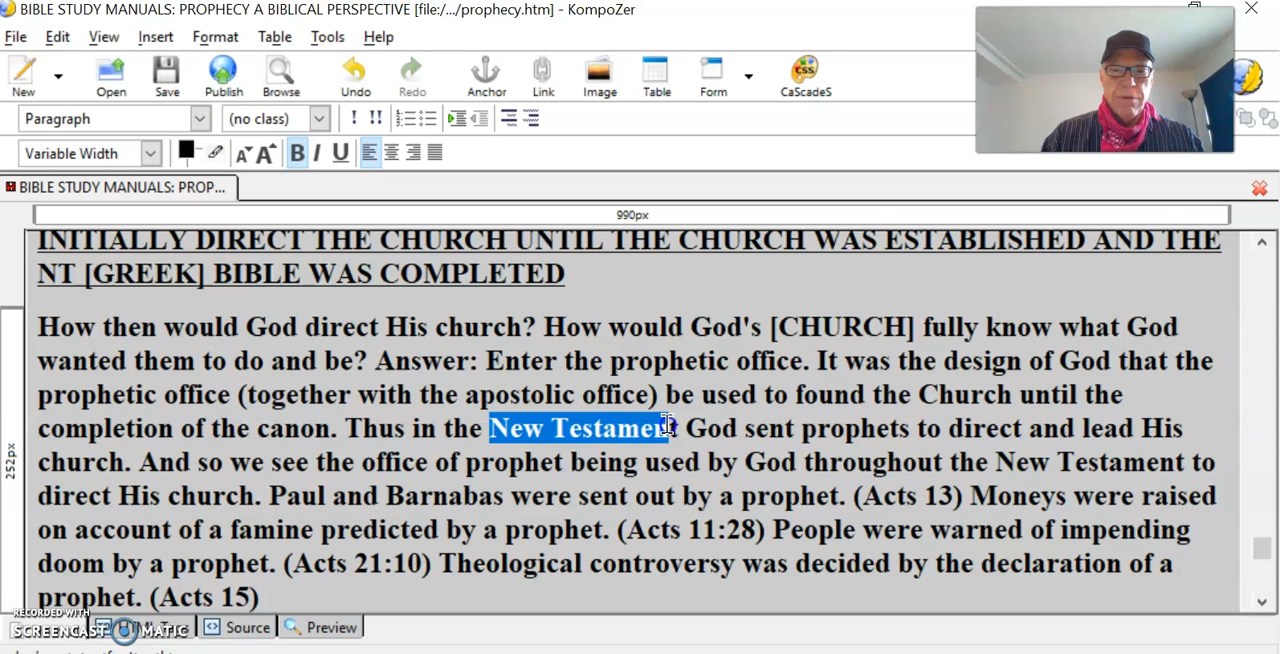 BIBLE STUDY MANUALS: PROPHECY A BIBLICAL PERSPECTIVE [file:/.../prophecy.htm] - KompoZer
File Edit View Insert Format Table Tools Help
New Open Save Publish Browse Undo Redo Anchor Link Image Table Form CaScadeS
Paragraph (no class)
Variable Width
BIBLE STUDY MANUALS: PROP...
990px
252px
INITIALLY DIRECT THE CHURCH UNTIL THE CHURCH WAS ESTABLISHED AND THE
NT [GREEK] BIBLE WAS COMPLETED
How then would God direct His church? How would God's [CHURCH] fully know what God
wanted them to do and be? Answer: Enter the prophetic office. It was the design of God that the
prophetic office (together with the apostolic office) be used to found the Church until the
completion of the canon. Thus in the New Testament God sent prophets to direct and lead His
church. And so we see the office of prophet being used by God throughout the New Testament to
direct His church. Paul and Barnabas were sent out by a prophet. (Acts 13) Moneys were raised
on account of a famine predicted by a prophet. (Acts 11:28) People were warned of impending
doom by a prophet. (Acts 21:10) Theological controversy was decided by the declaration of a
prophet. (Acts 15)
RECORDED WITH
SCREENCAST MATIC
Source Preview